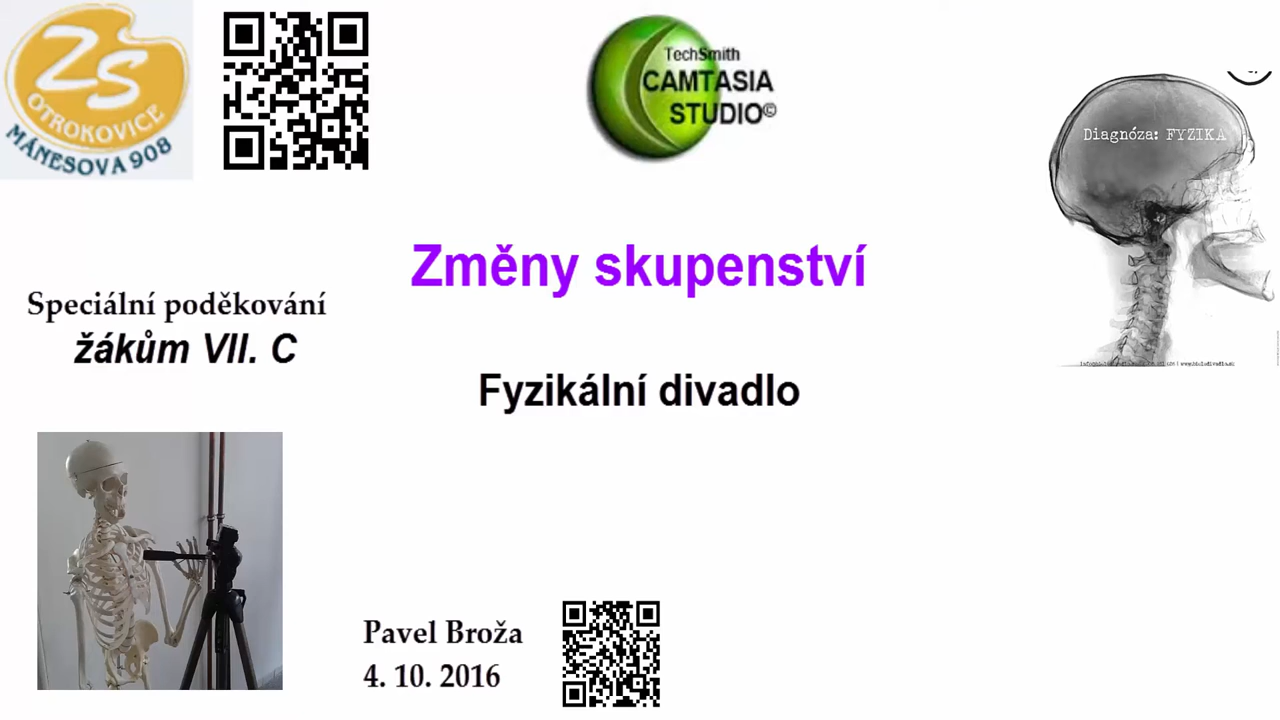 ZŠ
OTROKOVICE
MÁNESOVA 908
TechSmith
CAMTASIA
STUDIO©
Diagnóza: FYZIKA
Změny skupenství
Speciální poděkování
žákům VII. C
Fyzikální divadlo
Pavel Broža
4. 10. 2016